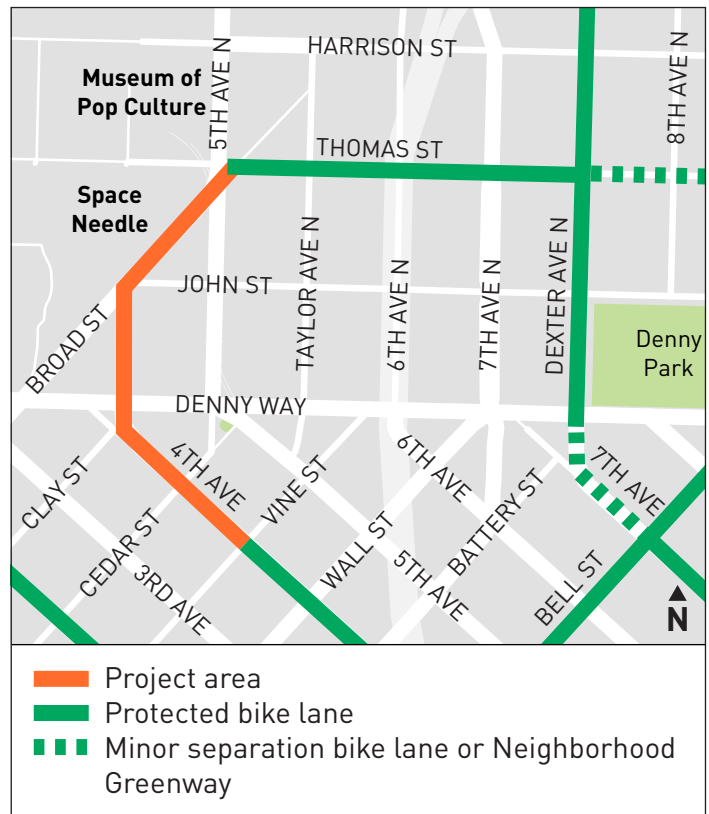 HARRISON ST
8TH AVE N
5TH AVE N
Museum of
Pop Culture
THOMAS ST
Space
Needle
TAYLOR AVE N
6TH AVE N
7TH AVE N
DEXTER AVE N
JOHN ST
BROAD ST
Denny
Park
DENNY WAY
CLAY ST
4TH AVE
VINE ST
6TH AVE
7TH AVE
CEDAR ST
3RD AVE
WALL ST
5TH AVE
BATTERY ST
BELL ST
N
Project area
Protected bike lane
Minor separation bike lane or Neighborhood
Greenway